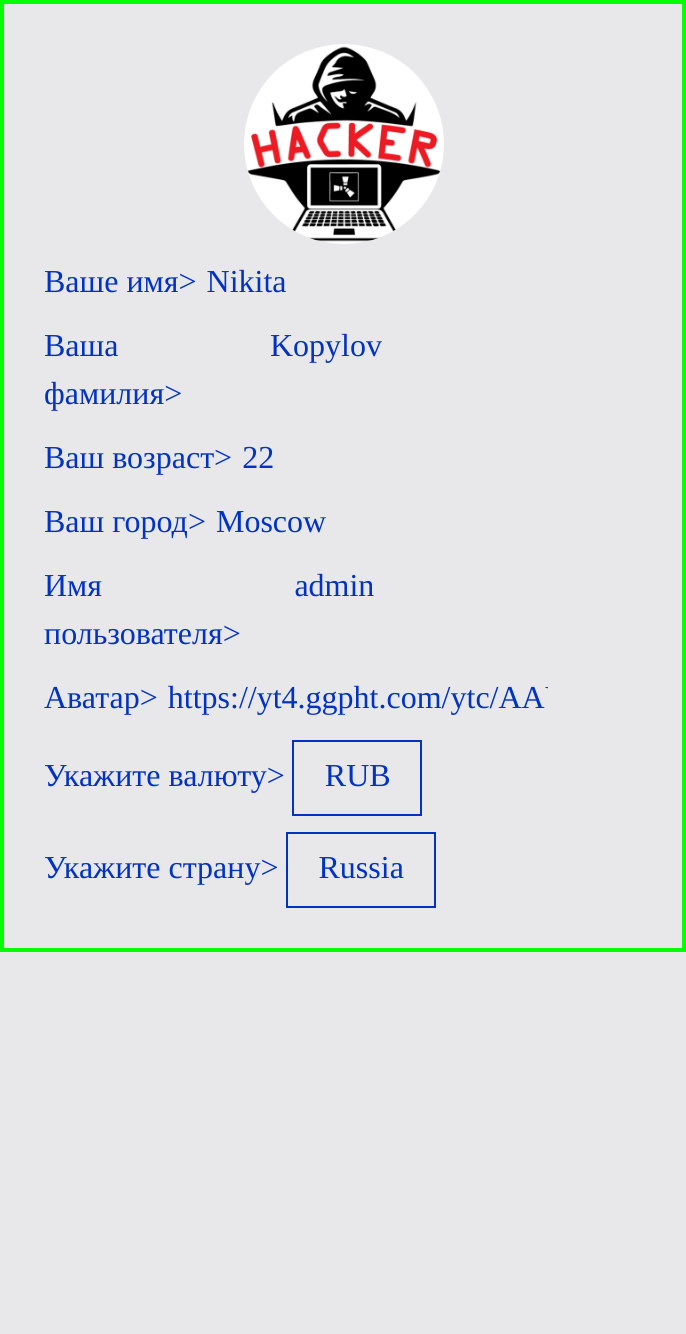 HACKER
Ваше имя> Nikita
Ваша Kopylov
фамилия>
Ваш возраст> 22
Ваш город> Moscow
Имя admin
пользователя>
Аватар> https://yt4.ggpht.com/ytc/AA
Укажите валюту> RUB
Укажите страну> Russia